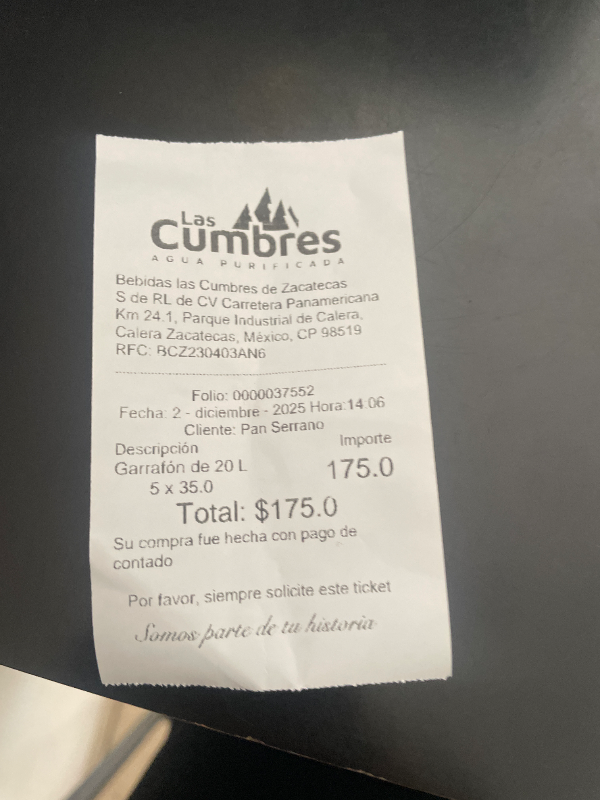 Las
Cumbres
AGUA PURIFICADA
Bebidas las Cumbres de Zacatecas
S de RL de CV Carretera Panamericana
Km 24.1, Parque Industrial de Calera,
Calera Zacatecas, México, CP 98519
RFC: BCZ230403AN6
Folio: 0000037552
Fecha: 2 - diciembre - 2025 Hora:14:06
Cliente: Pan Serrano
Descripción Importe
Garrafón de 20 L 175.0
5 x 35.0
Total: $175.0
Su compra fue hecha con pago de
contado
Por favor, siempre solicite este ticket
Somos parte de tu historia